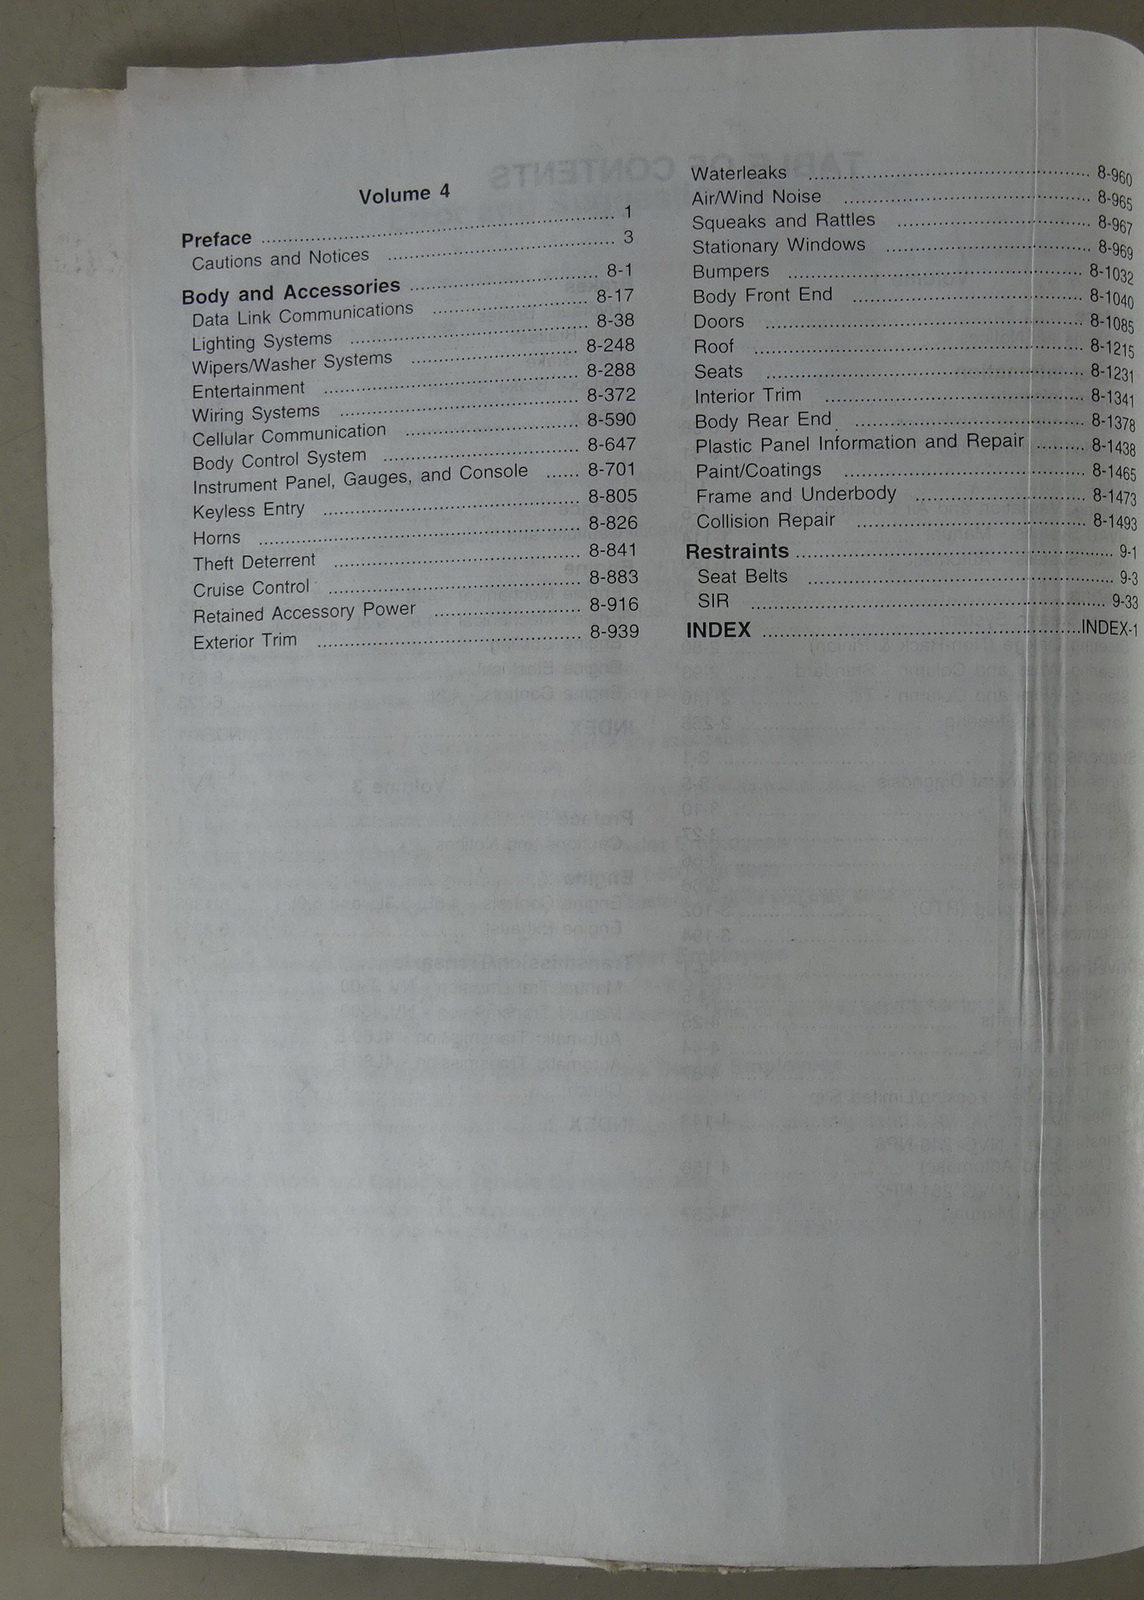 Volume 4
Preface ........ 1
Cautions and Notices ........ 3
Body and Accessories ........ 8-1
Data Link Communications ........ 8-17
Lighting Systems ........ 8-38
Wipers/Washer Systems ........ 8-248
Entertainment ........ 8-288
Wiring Systems ........ 8-372
Cellular Communication ........ 8-590
Body Control System ........ 8-647
Instrument Panel, Gauges, and Console ...... 8-701
Keyless Entry ........ 8-805
Horns ........ 8-826
Theft Deterrent ........ 8-841
Cruise Control ........ 8-883
Retained Accessory Power ........ 8-916
Exterior Trim ........ 8-939
Waterleaks ........ 8-960
Air/Wind Noise ........ 8-965
Squeaks and Rattles ........ 8-967
Stationary Windows ........ 8-969
Bumpers ........ 8-1032
Body Front End ........ 8-1040
Doors ........ 8-1085
Roof ........ 8-1215
Seats ........ 8-1231
Interior Trim ........ 8-1341
Body Rear End ........ 8-1378
Plastic Panel Information and Repair ........ 8-1438
Paint/Coatings ........ 8-1465
Frame and Underbody ........ 8-1473
Collision Repair ........ 8-1493
Restraints ........ 9-1
Seat Belts ........ 9-3
SIR ........ 9-33
INDEX ........ INDEX-1